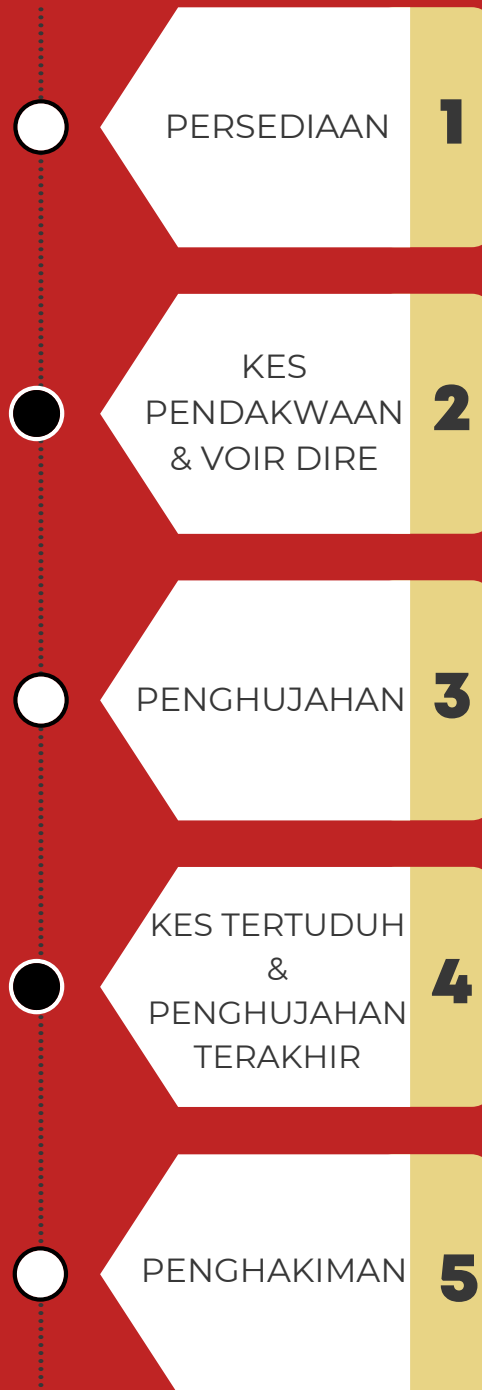 PERSEDIAAN
1
KES
PENDAKWAAN
& VOIR DIRE
2
PENGHUJAHAN
3
KES TERTUDUH
&
PENGHUJAHAN
TERAKHIR
4
PENGHAKIMAN
5